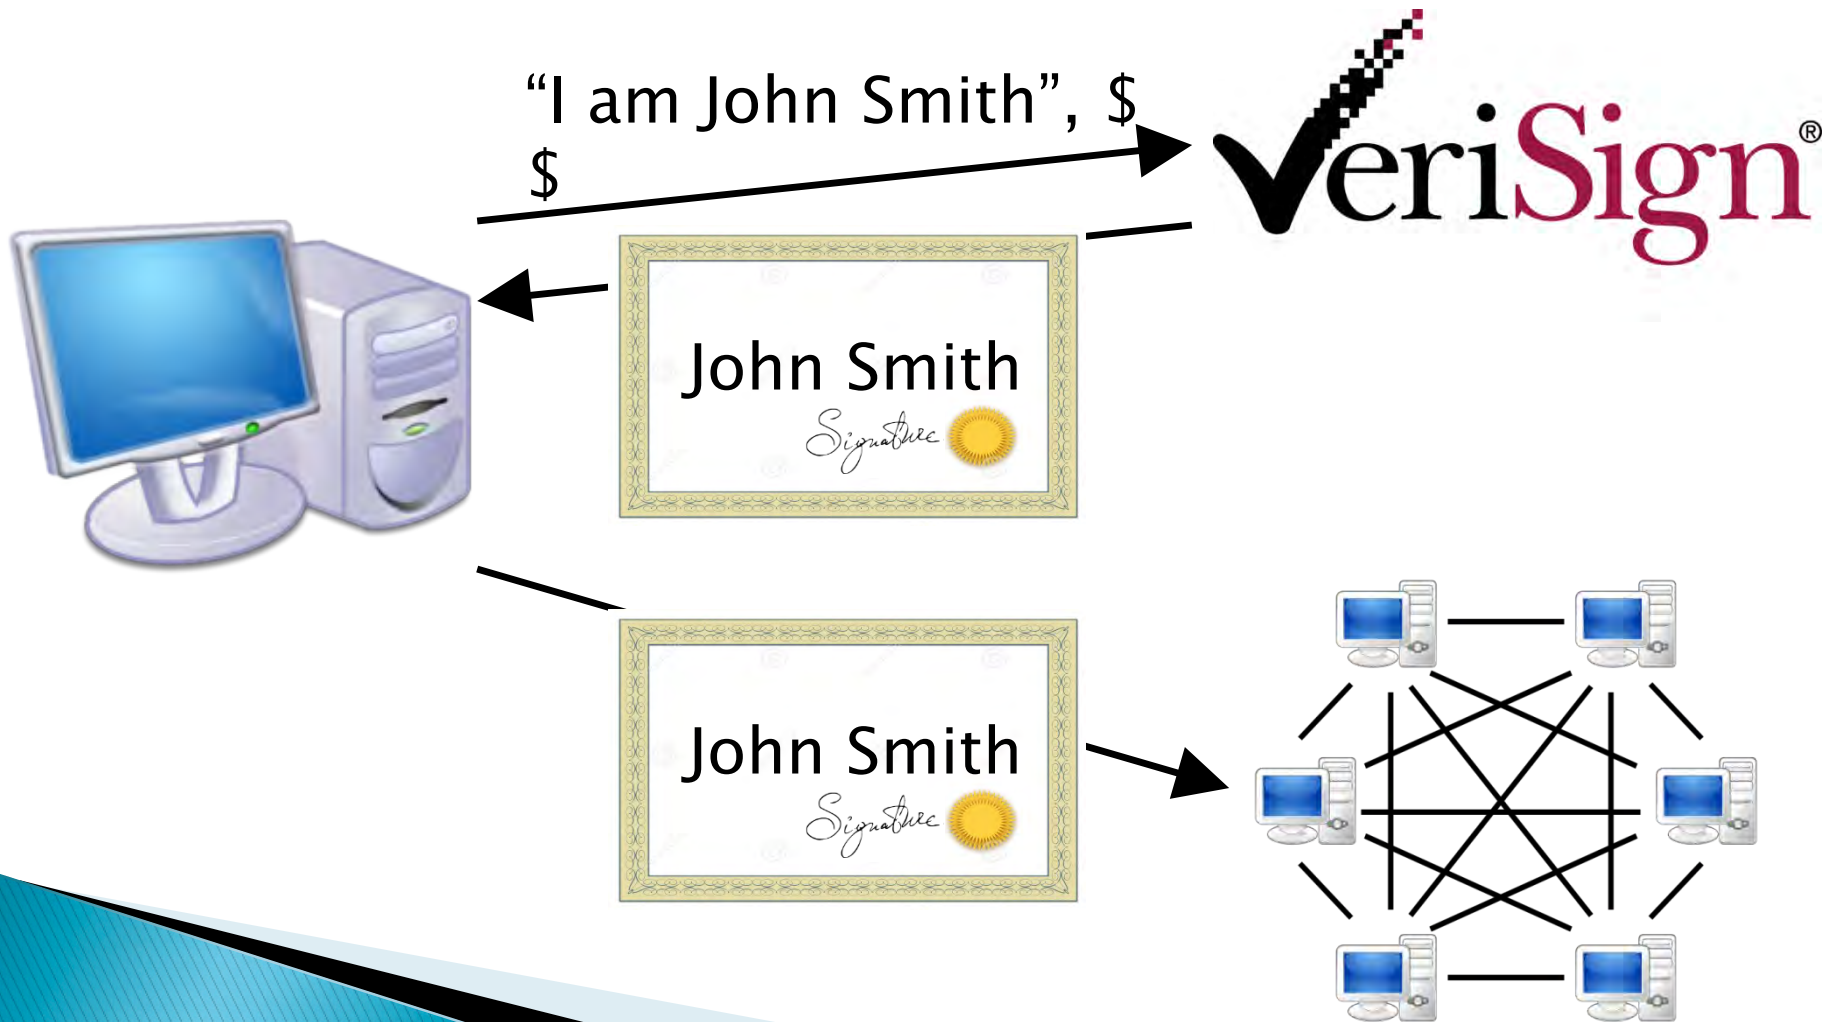 “I am John Smith”, $
$
VeriSign®
John Smith
Signature
John Smith
Signature